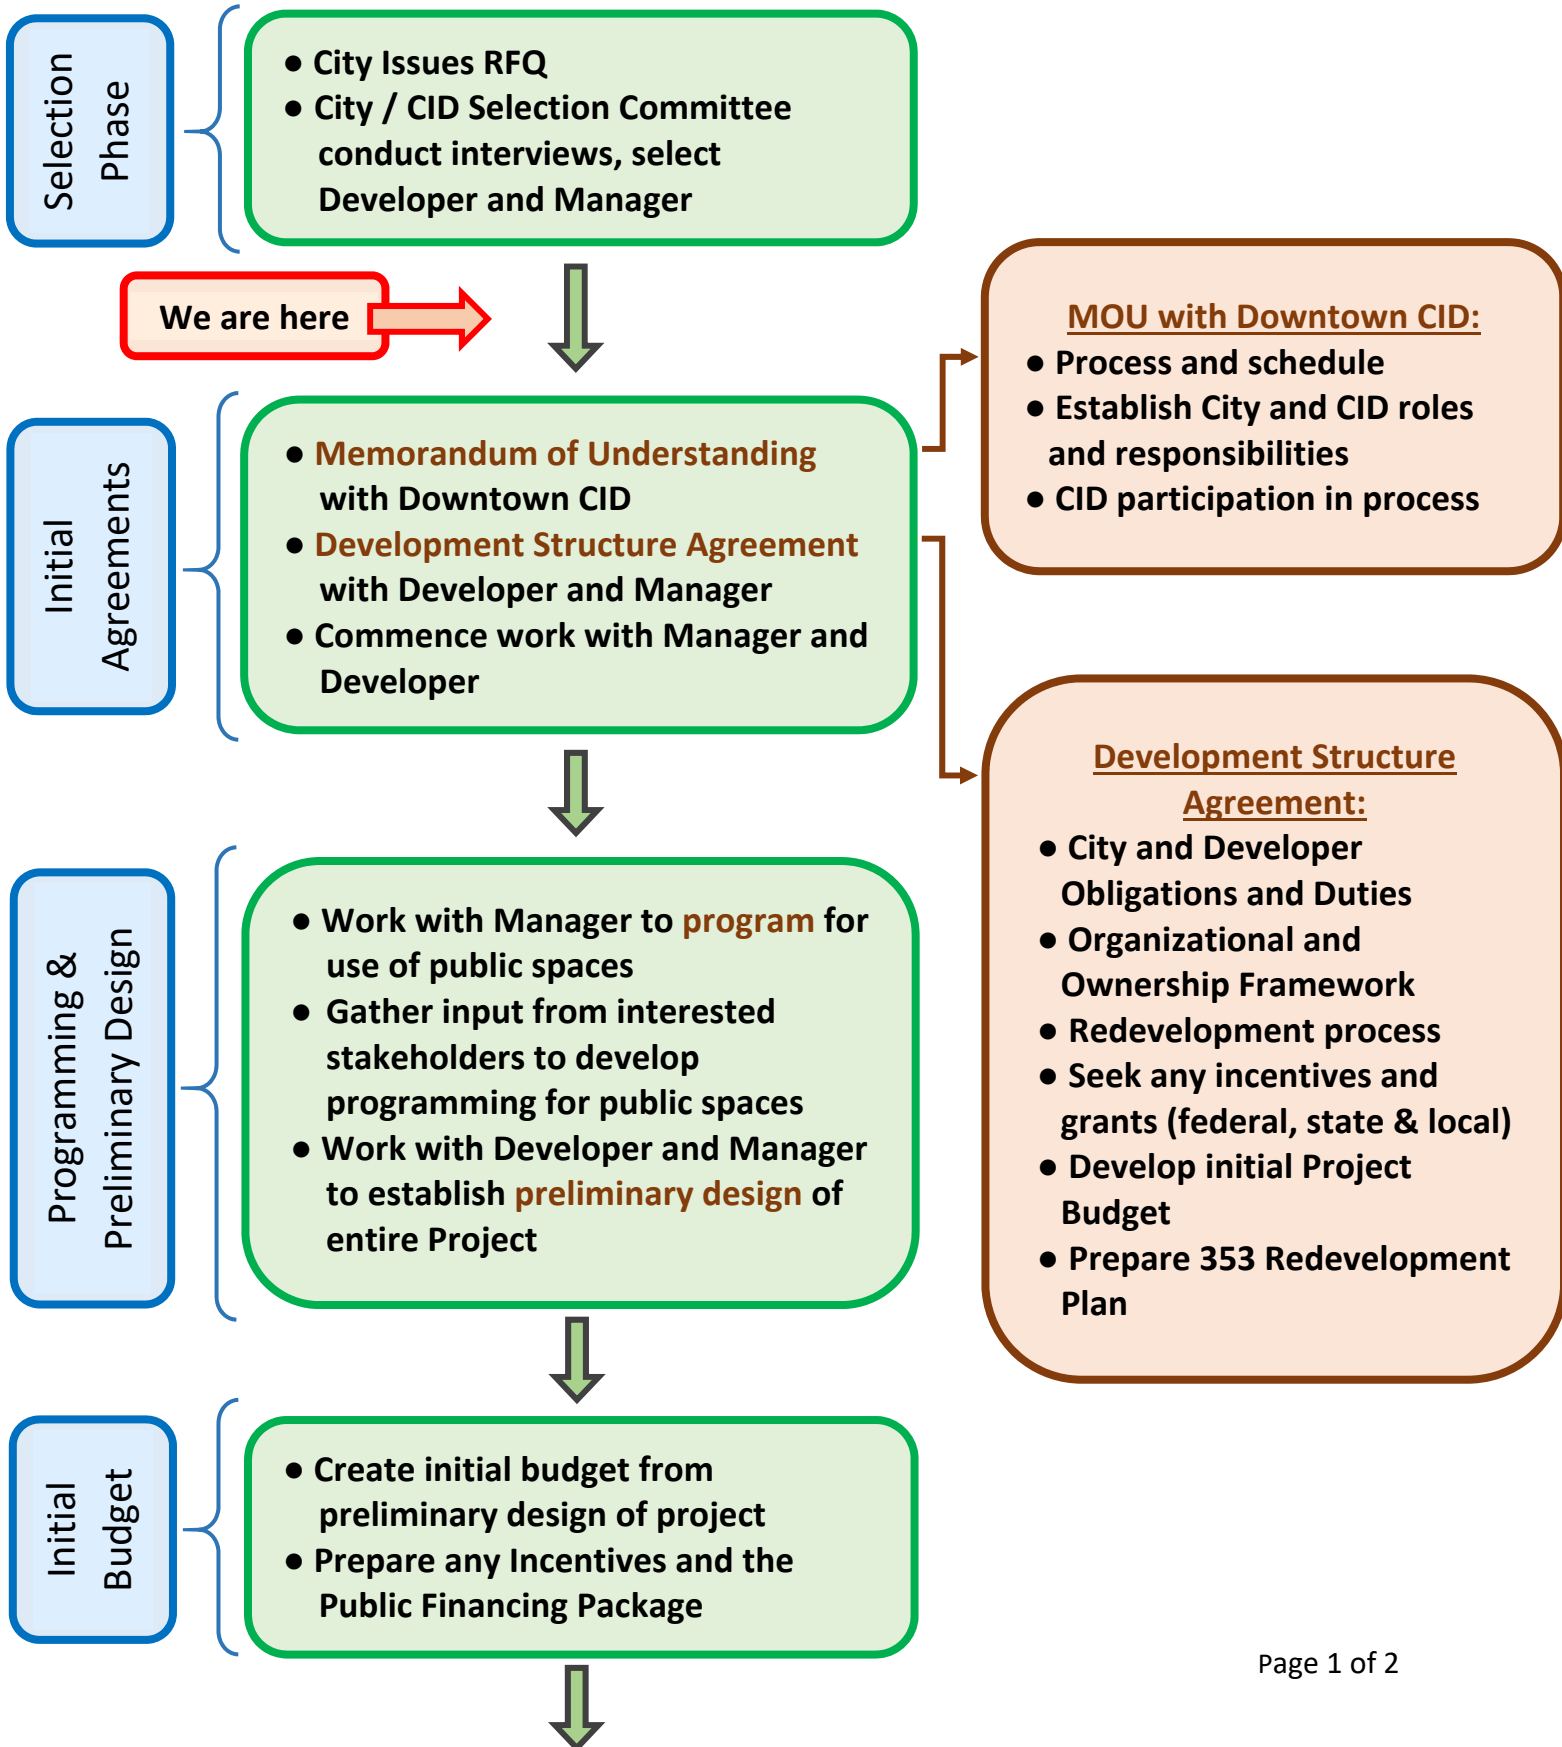 Selection
Phase
● City Issues RFQ
● City / CID Selection Committee
conduct interviews, select
Developer and Manager
We are here
Initial
Agreements
● Memorandum of Understanding
with Downtown CID
● Development Structure Agreement
with Developer and Manager
● Commence work with Manager and
Developer
MOU with Downtown CID:
● Process and schedule
● Establish City and CID roles
and responsibilities
● CID participation in process
Development Structure
Agreement:
● City and Developer
Obligations and Duties
● Organizational and
Ownership Framework
● Redevelopment process
● Seek any incentives and
grants (federal, state & local)
● Develop initial Project
Budget
● Prepare 353 Redevelopment
Plan
Programming &
Preliminary Design
● Work with Manager to program for
use of public spaces
● Gather input from interested
stakeholders to develop
programming for public spaces
● Work with Developer and Manager
to establish preliminary design of
entire Project
Initial
Budget
● Create initial budget from
preliminary design of project
● Prepare any Incentives and the
Public Financing Package
Page 1 of 2